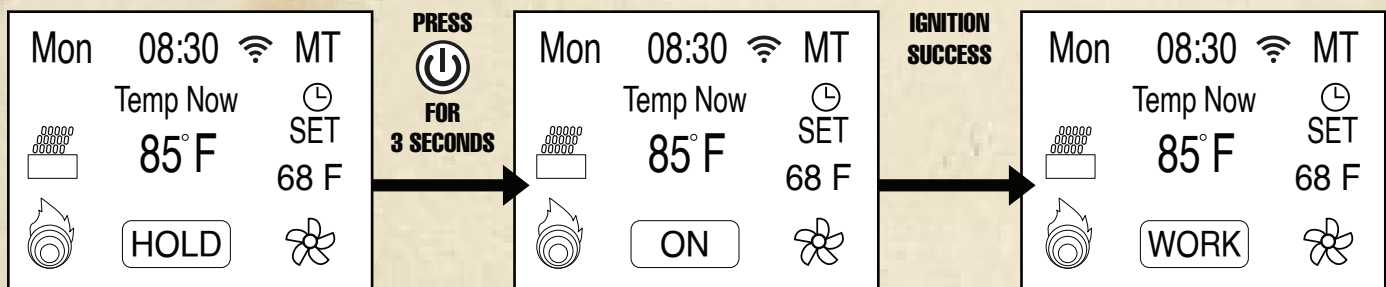 Mon 08:30 MT
Temp Now
SET
85°F
68 F
HOLD
PRESS
FOR
3 SECONDS
Mon 08:30 MT
Temp Now
SET
85°F
68 F
ON
IGNITION
SUCCESS
Mon 08:30 MT
Temp Now
SET
85°F
68 F
WORK